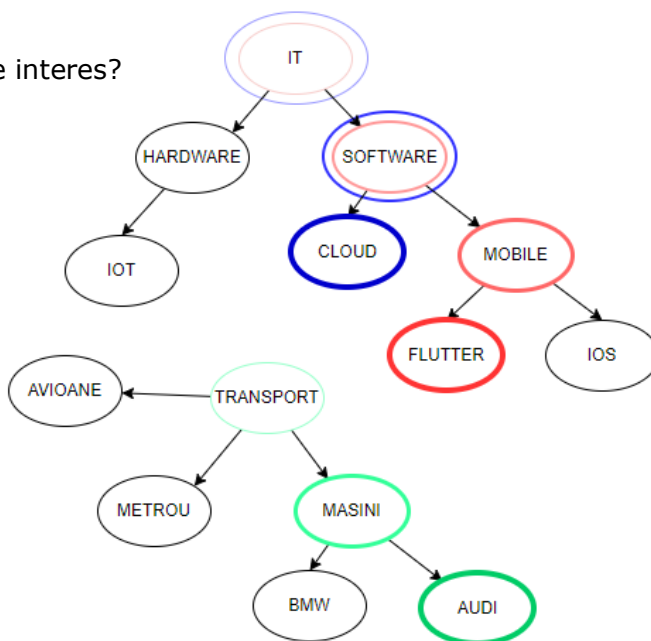 e interes?
IT
HARDWARE
SOFTWARE
IOT
CLOUD
MOBILE
FLUTTER
IOS
AVIOANE
TRANSPORT
METROU
MASINI
BMW
AUDI